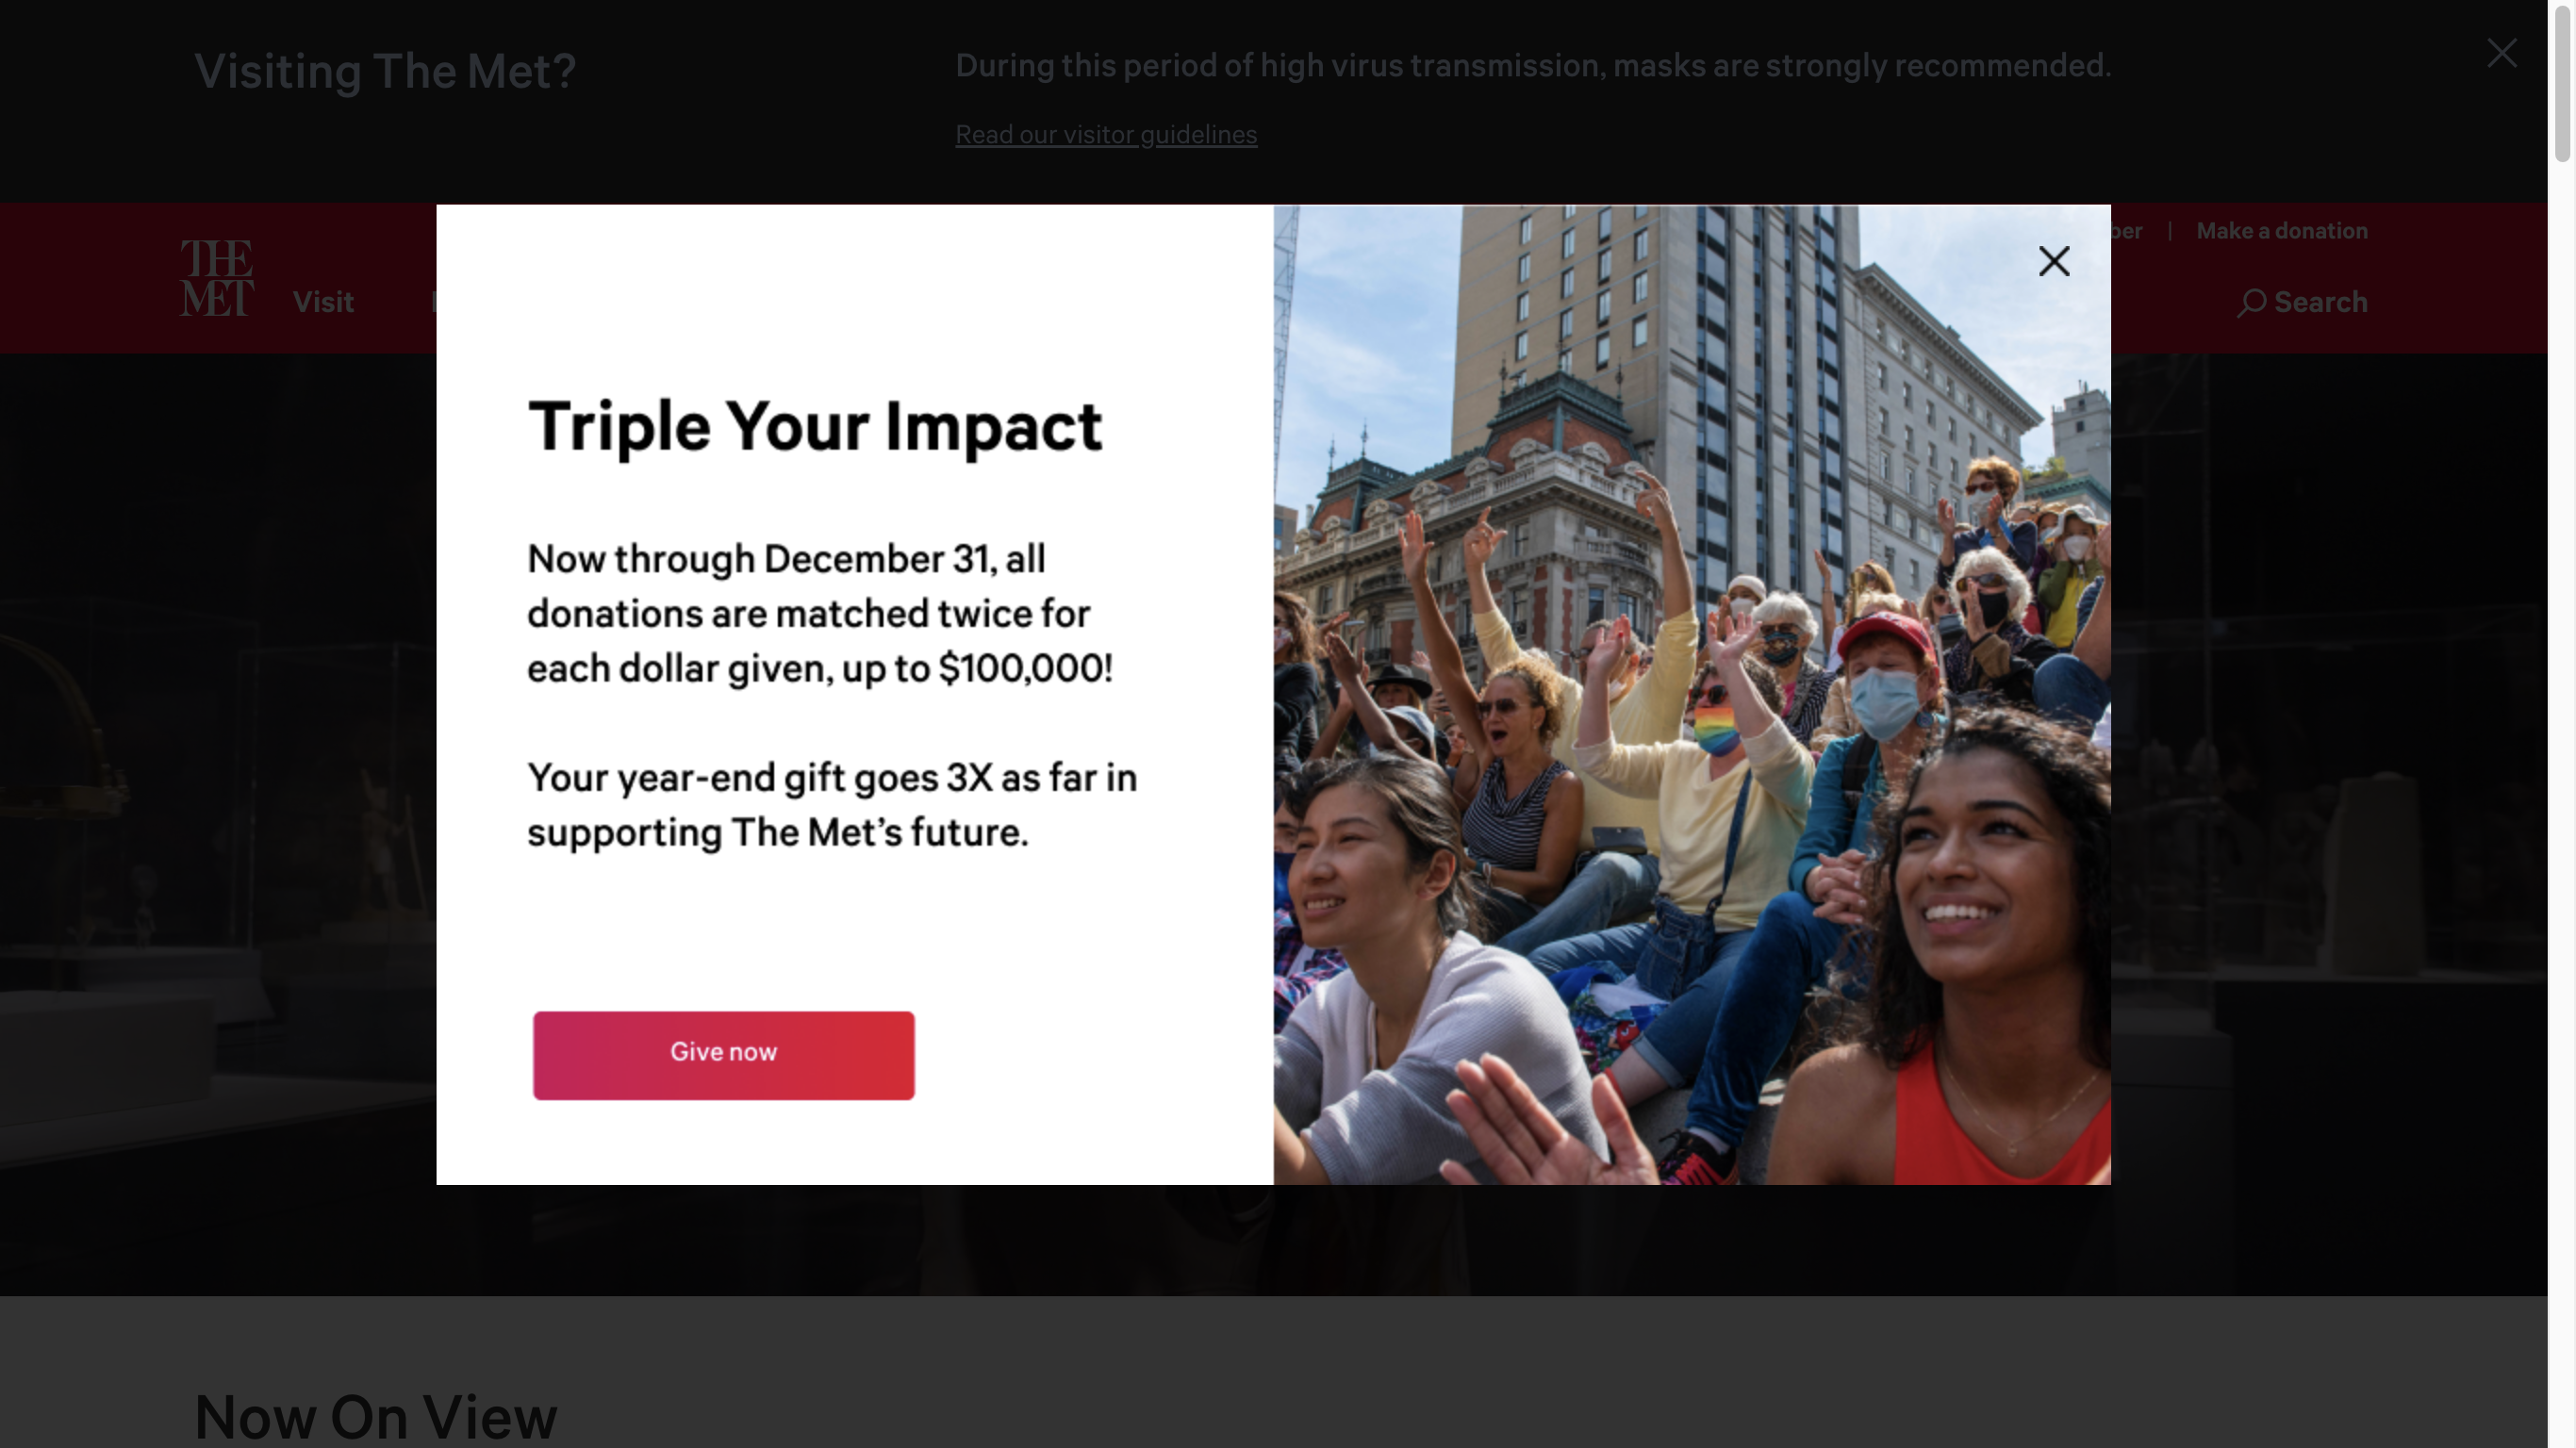 Visiting The Met?
During this period of high virus transmission, masks are strongly recommended.
Read our visitor guidelines
Make a donation
THE
MET
Visit
Search
Triple Your Impact
Now through December 31, all
donations are matched twice for
each dollar given, up to $100,000!
Your year-end gift goes 3X as far in
supporting The Met’s future.
Give now
Now On View